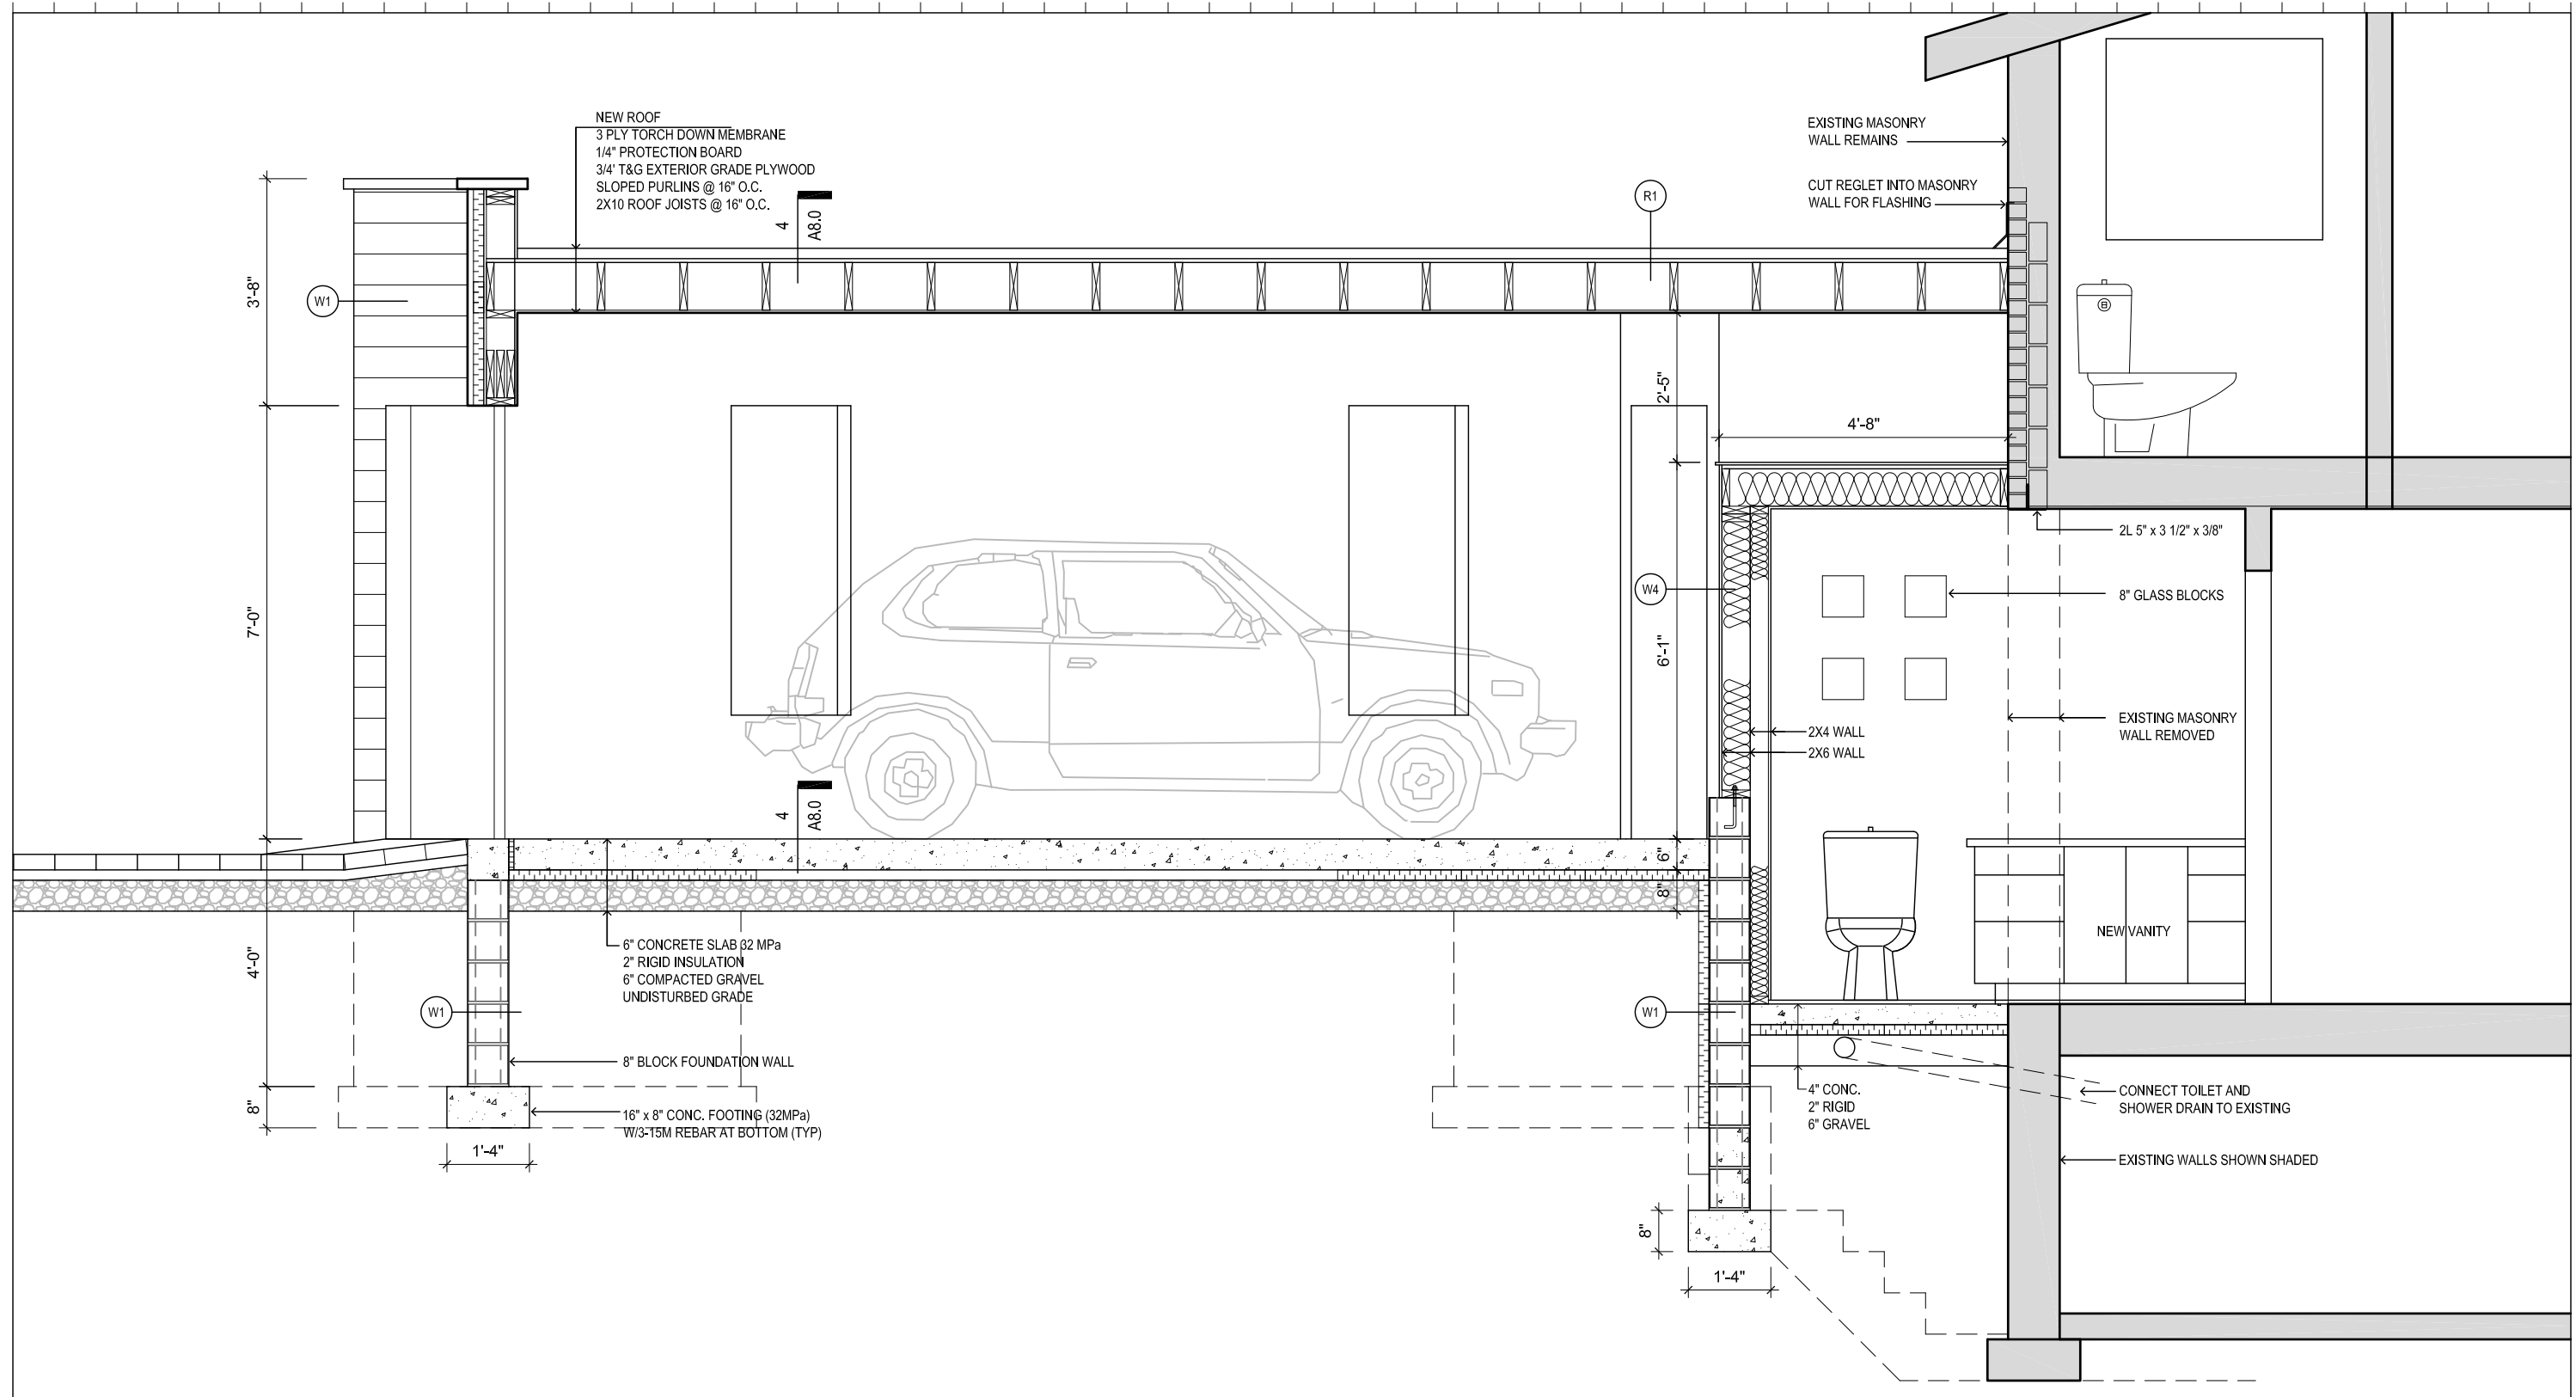 NEW ROOF
3 PLY TORCH DOWN MEMBRANE
1/4" PROTECTION BOARD
3/4' T&G EXTERIOR GRADE PLYWOOD
SLOPED PURLINS @ 16" O.C.
2X10 ROOF JOISTS @ 16" O.C.
4
A8.0
R1
EXISTING MASONRY
WALL REMAINS
CUT REGLET INTO MASONRY
WALL FOR FLASHING
3'-8"
W1
2'-5"
4'-8"
2L 5" x 3 1/2" x 3/8"
W4
8" GLASS BLOCKS
7'-0"
6'-1"
EXISTING MASONRY
WALL REMOVED
2X4 WALL
2X6 WALL
4
A8.0
6"
8"
NEW VANITY
6" CONCRETE SLAB 32 MPa
2" RIGID INSULATION
6" COMPACTED GRAVEL
UNDISTURBED GRADE
4'-0"
W1
W1
8" BLOCK FOUNDATION WALL
4" CONC.
2" RIGID
6" GRAVEL
CONNECT TOILET AND
SHOWER DRAIN TO EXISTING
8"
16" x 8" CONC. FOOTING (32MPa)
W/3-15M REBAR AT BOTTOM (TYP)
1'-4"
EXISTING WALLS SHOWN SHADED
8"
1'-4"